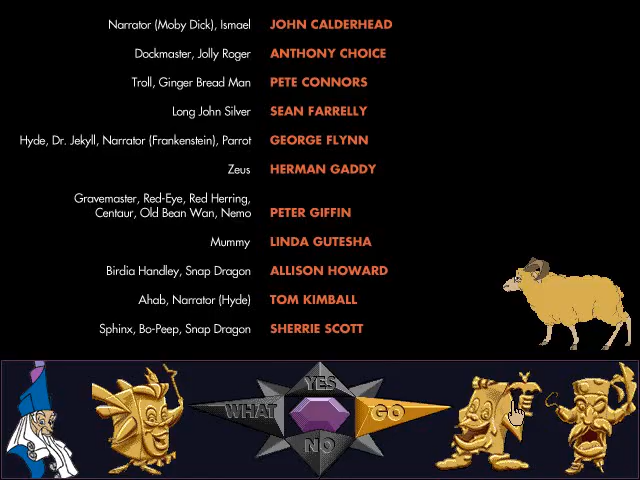 Narrator (Moby Dick), Ismael JOHN CALDERHEAD
Dockmaster, Jolly Roger ANTHONY CHOICE
Troll, Ginger Bread Man PETE CONNORS
Long John Silver SEAN FARRELLY
Hyde, Dr. Jekyll, Narrator (Frankenstein), Parrot GEORGE FLYNN
Zeus HERMAN GADDY
Gravemaster, Red-Eye, Red Herring,
Centaur, Old Bean Wan, Nemo PETER GIFFIN
Mummy LINDA GUTESHA
Birdia Handley, Snap Dragon ALLISON HOWARD
Ahab, Narrator (Hyde) TOM KIMBALL
Sphinx, Bo-Peep, Snap Dragon SHERRIE SCOTT
YES
WHAT GO
NO